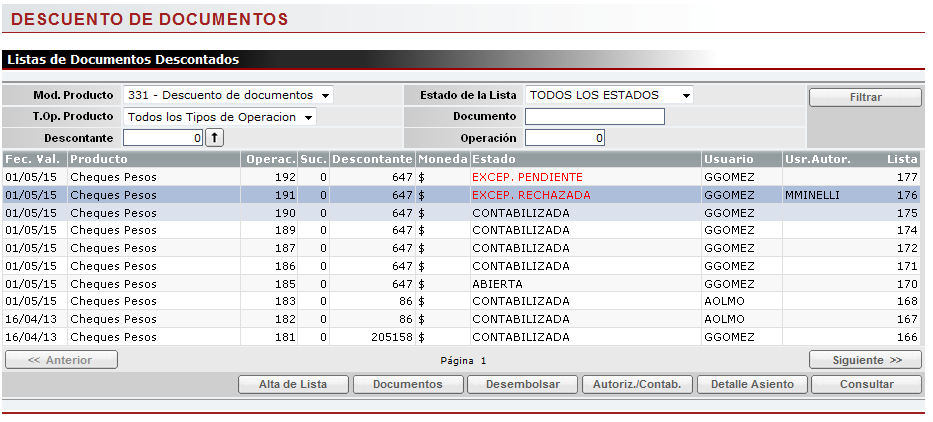 DESCUENTO DE DOCUMENTOS
Listas de Documentos Descontados
Mod. Producto 331 - Descuento de documentos Estado de la Lista TODOS LOS ESTADOS Filtrar
T.Op. Producto Todos los Tipos de Operacion Documento
Descontante 0 Operación 0
Fec. Val. Producto Operac. Suc. Descontante Moneda Estado Usuario Usr.Autor. Lista
01/05/15 Cheques Pesos 192 0 647 $ EXCEP. PENDIENTE GGOMEZ 177
01/05/15 Cheques Pesos 191 0 647 $ EXCEP. RECHAZADA GGOMEZ MMINELLI 176
01/05/15 Cheques Pesos 190 0 647 $ CONTABILIZADA GGOMEZ 175
01/05/15 Cheques Pesos 189 0 647 $ CONTABILIZADA GGOMEZ 174
01/05/15 Cheques Pesos 187 0 647 $ CONTABILIZADA GGOMEZ 172
01/05/15 Cheques Pesos 186 0 647 $ CONTABILIZADA GGOMEZ 171
01/05/15 Cheques Pesos 185 0 647 $ ABIERTA GGOMEZ 170
01/05/15 Cheques Pesos 183 0 86 $ CONTABILIZADA AOLMO 168
16/04/13 Cheques Pesos 182 0 86 $ CONTABILIZADA AOLMO 167
16/04/13 Cheques Pesos 181 0 205158 $ CONTABILIZADA GGOMEZ 166
<< Anterior Página 1 Siguiente >>
Alta de Lista Documentos Desembolsar Autoriz./Contab. Detalle Asiento Consultar